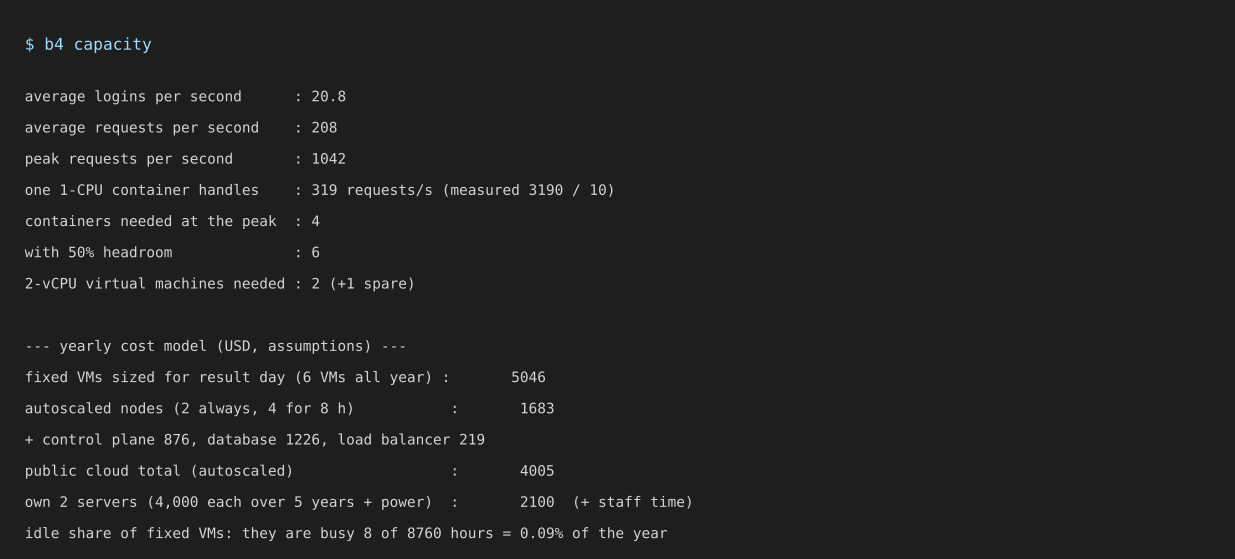 $ b4 capacity
average logins per second      : 20.8
average requests per second    : 208
peak requests per second       : 1042
one 1-CPU container handles    : 319 requests/s (measured 3190 / 10)
containers needed at the peak  : 4
with 50% headroom              : 6
2-vCPU virtual machines needed : 2 (+1 spare)
--- yearly cost model (USD, assumptions) ---
fixed VMs sized for result day (6 VMs all year) :       5046
autoscaled nodes (2 always, 4 for 8 h)           :       1683
+ control plane 876, database 1226, load balancer 219
public cloud total (autoscaled)                  :       4005
own 2 servers (4,000 each over 5 years + power)  :       2100  (+ staff time)
idle share of fixed VMs: they are busy 8 of 8760 hours = 0.09% of the year